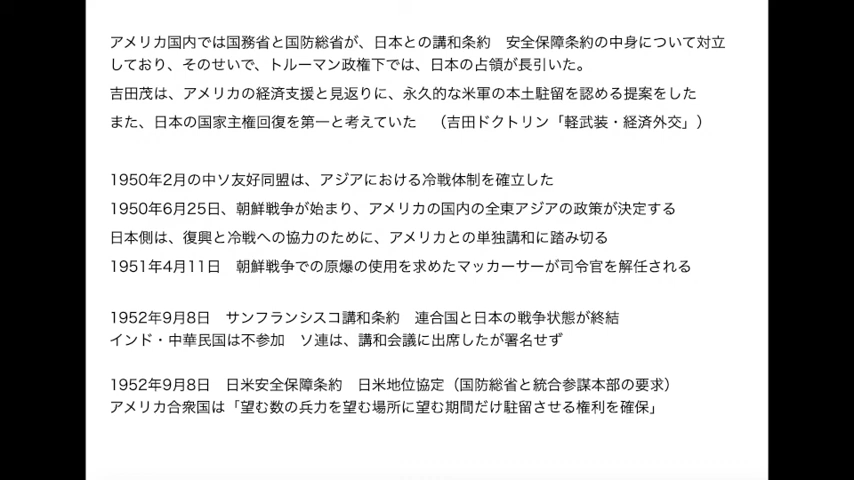 アメリカ国内では国務省と国防総省が、日本との講和条約　安全保障条約の中身について対立
しており、そのせいで、トルーマン政権下では、日本の占領が長引いた。
吉田茂は、アメリカの経済支援と見返りに、永久的な米軍の本土駐留を認める提案をした
また、日本の国家主権回復を第一と考えていた　（吉田ドクトリン「軽武装・経済外交」）
1950年2月の中ソ友好同盟は、アジアにおける冷戦体制を確立した
1950年6月25日、朝鮮戦争が始まり、アメリカの国内の全東アジアの政策が決定する
日本側は、復興と冷戦への協力のために、アメリカとの単独講和に踏み切る
1951年4月11日　朝鮮戦争での原爆の使用を求めたマッカーサーが司令官を解任される
1952年9月8日　サンフランシスコ講和条約　連合国と日本の戦争状態が終結
インド・中華民国は不参加　ソ連は、講和会議に出席したが署名せず
1952年9月8日　日米安全保障条約　日米地位協定（国防総省と統合参謀本部の要求）
アメリカ合衆国は「望む数の兵力を望む場所に望む期間だけ駐留させる権利を確保」